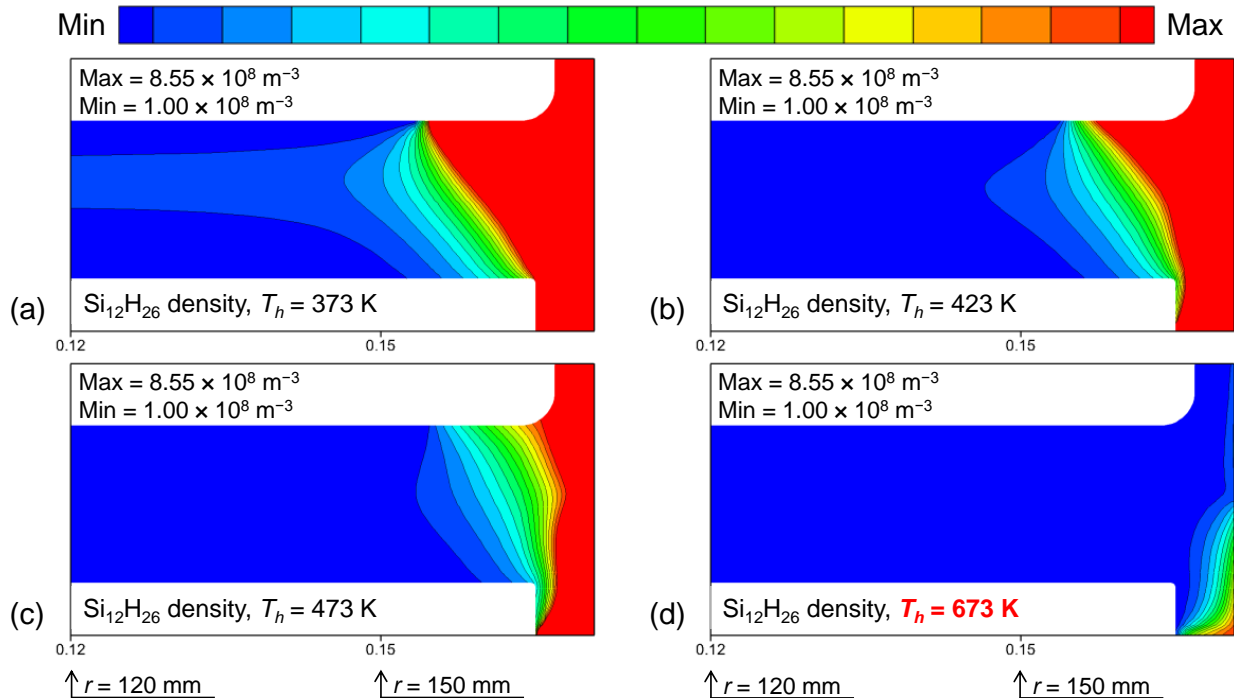 Min Max
Max = 8.55 × 10⁸ m⁻³
Min = 1.00 × 10⁸ m⁻³
(a) Si₁₂H₂₆ density, Tₕ = 373 K
0.12 0.15
Max = 8.55 × 10⁸ m⁻³
Min = 1.00 × 10⁸ m⁻³
(b) Si₁₂H₂₆ density, Tₕ = 423 K
0.12 0.15
Max = 8.55 × 10⁸ m⁻³
Min = 1.00 × 10⁸ m⁻³
(c) Si₁₂H₂₆ density, Tₕ = 473 K
0.12 0.15
r = 120 mm r = 150 mm
Max = 8.55 × 10⁸ m⁻³
Min = 1.00 × 10⁸ m⁻³
(d) Si₁₂H₂₆ density, Tₕ = 673 K
0.12 0.15
r = 120 mm r = 150 mm